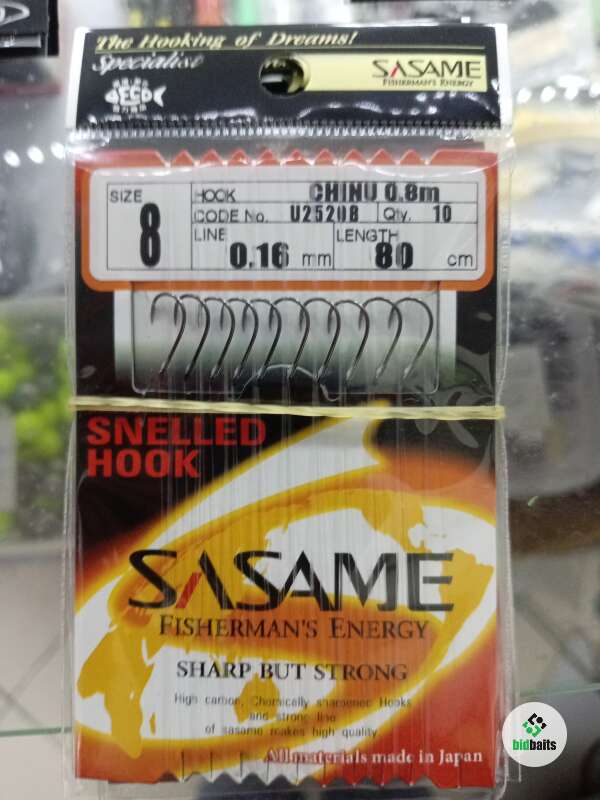 The Hooking of Dreams!
Specialist
SASAME
FISHERMAN'S ENERGY
SIZE 8
HOOK CHINU 0.8m
CODE No. U2520B Qty. 10
LINE 0.16 mm LENGTH 80 cm
SNELLED
HOOK
SASAME
FISHERMAN'S ENERGY
SHARP BUT STRONG
High carbon, Chemically sharpened Hooks
and strong line
of sasame makes high quality
All materials made in Japan
bidbaits